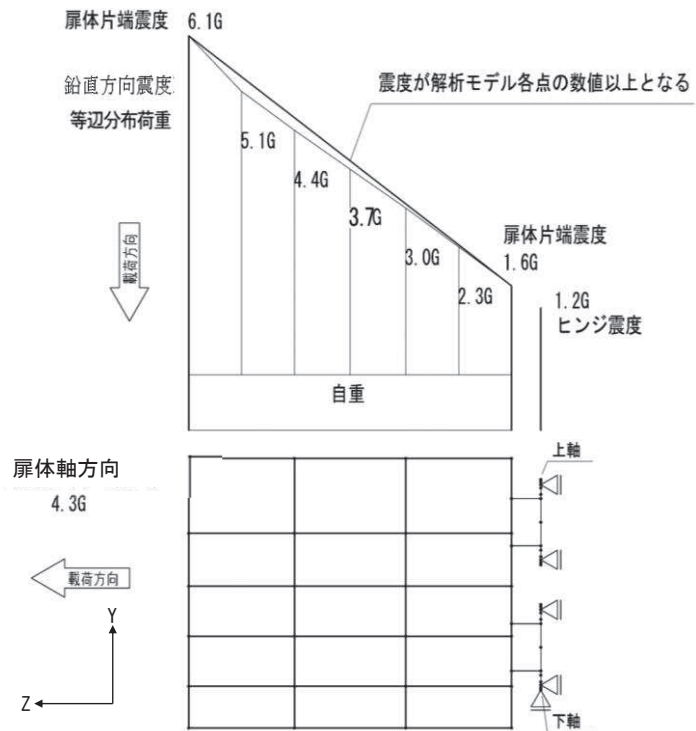 扉体片端震度 6.1G
鉛直方向震度
等辺分布荷重
震度が解析モデル各点の数値以上となる
5.1G
4.4G
3.7G
3.0G
2.3G
扉体片端震度
1.6G
1.2G
ヒンジ震度
載荷方向
自重
扉体軸方向
4.3G
載荷方向
上軸
Y
Z
下軸